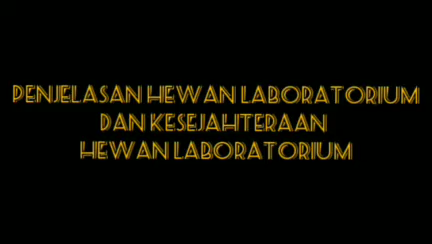 PENJELASAN HEWAN LABORATORIUM
DAN KESEJAHTERAAN
HEWAN LABORATORIUM